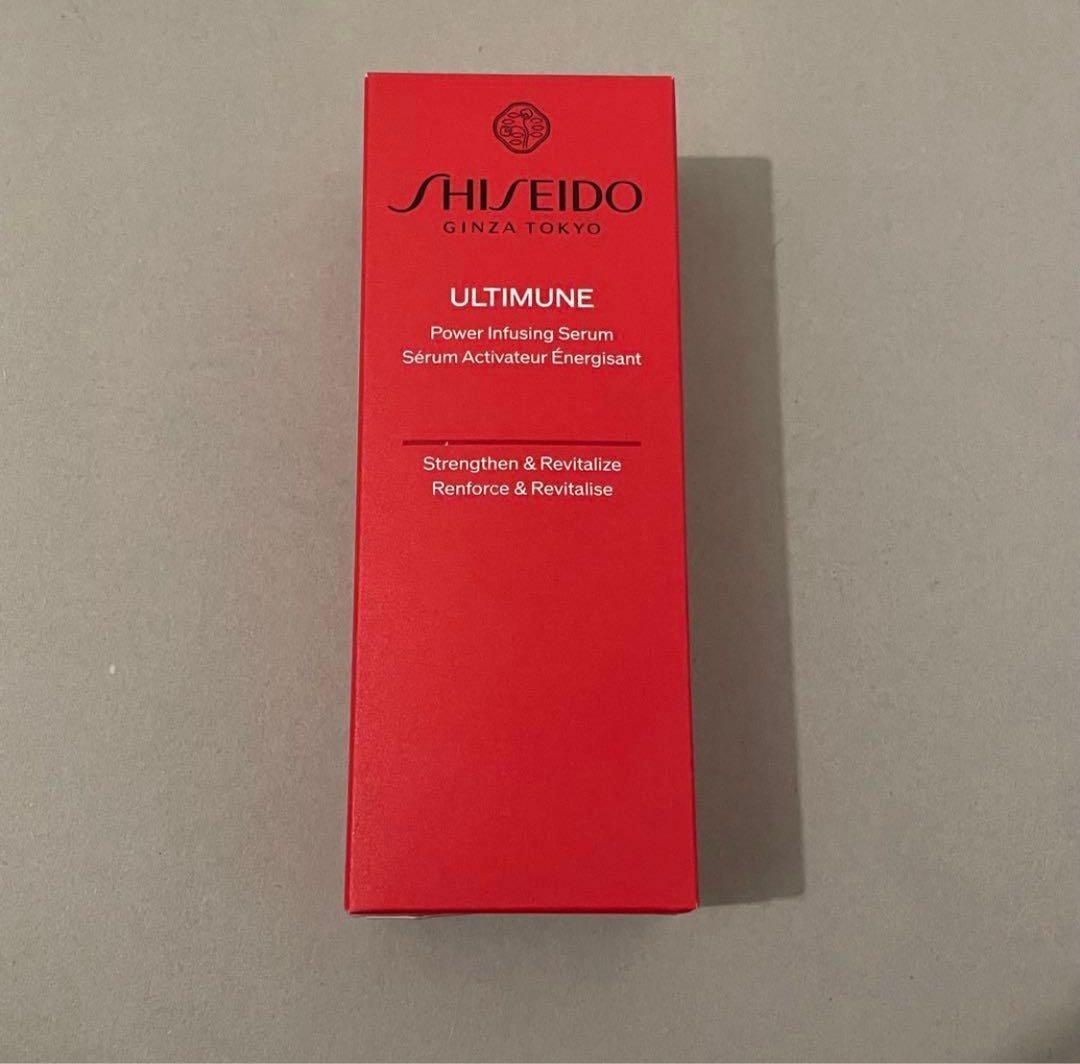 SHISEIDO
GINZA TOKYO
ULTIMUNE
Power Infusing Serum
Sérum Activateur Énergisant
Strengthen & Revitalize
Renforce & Revitalise